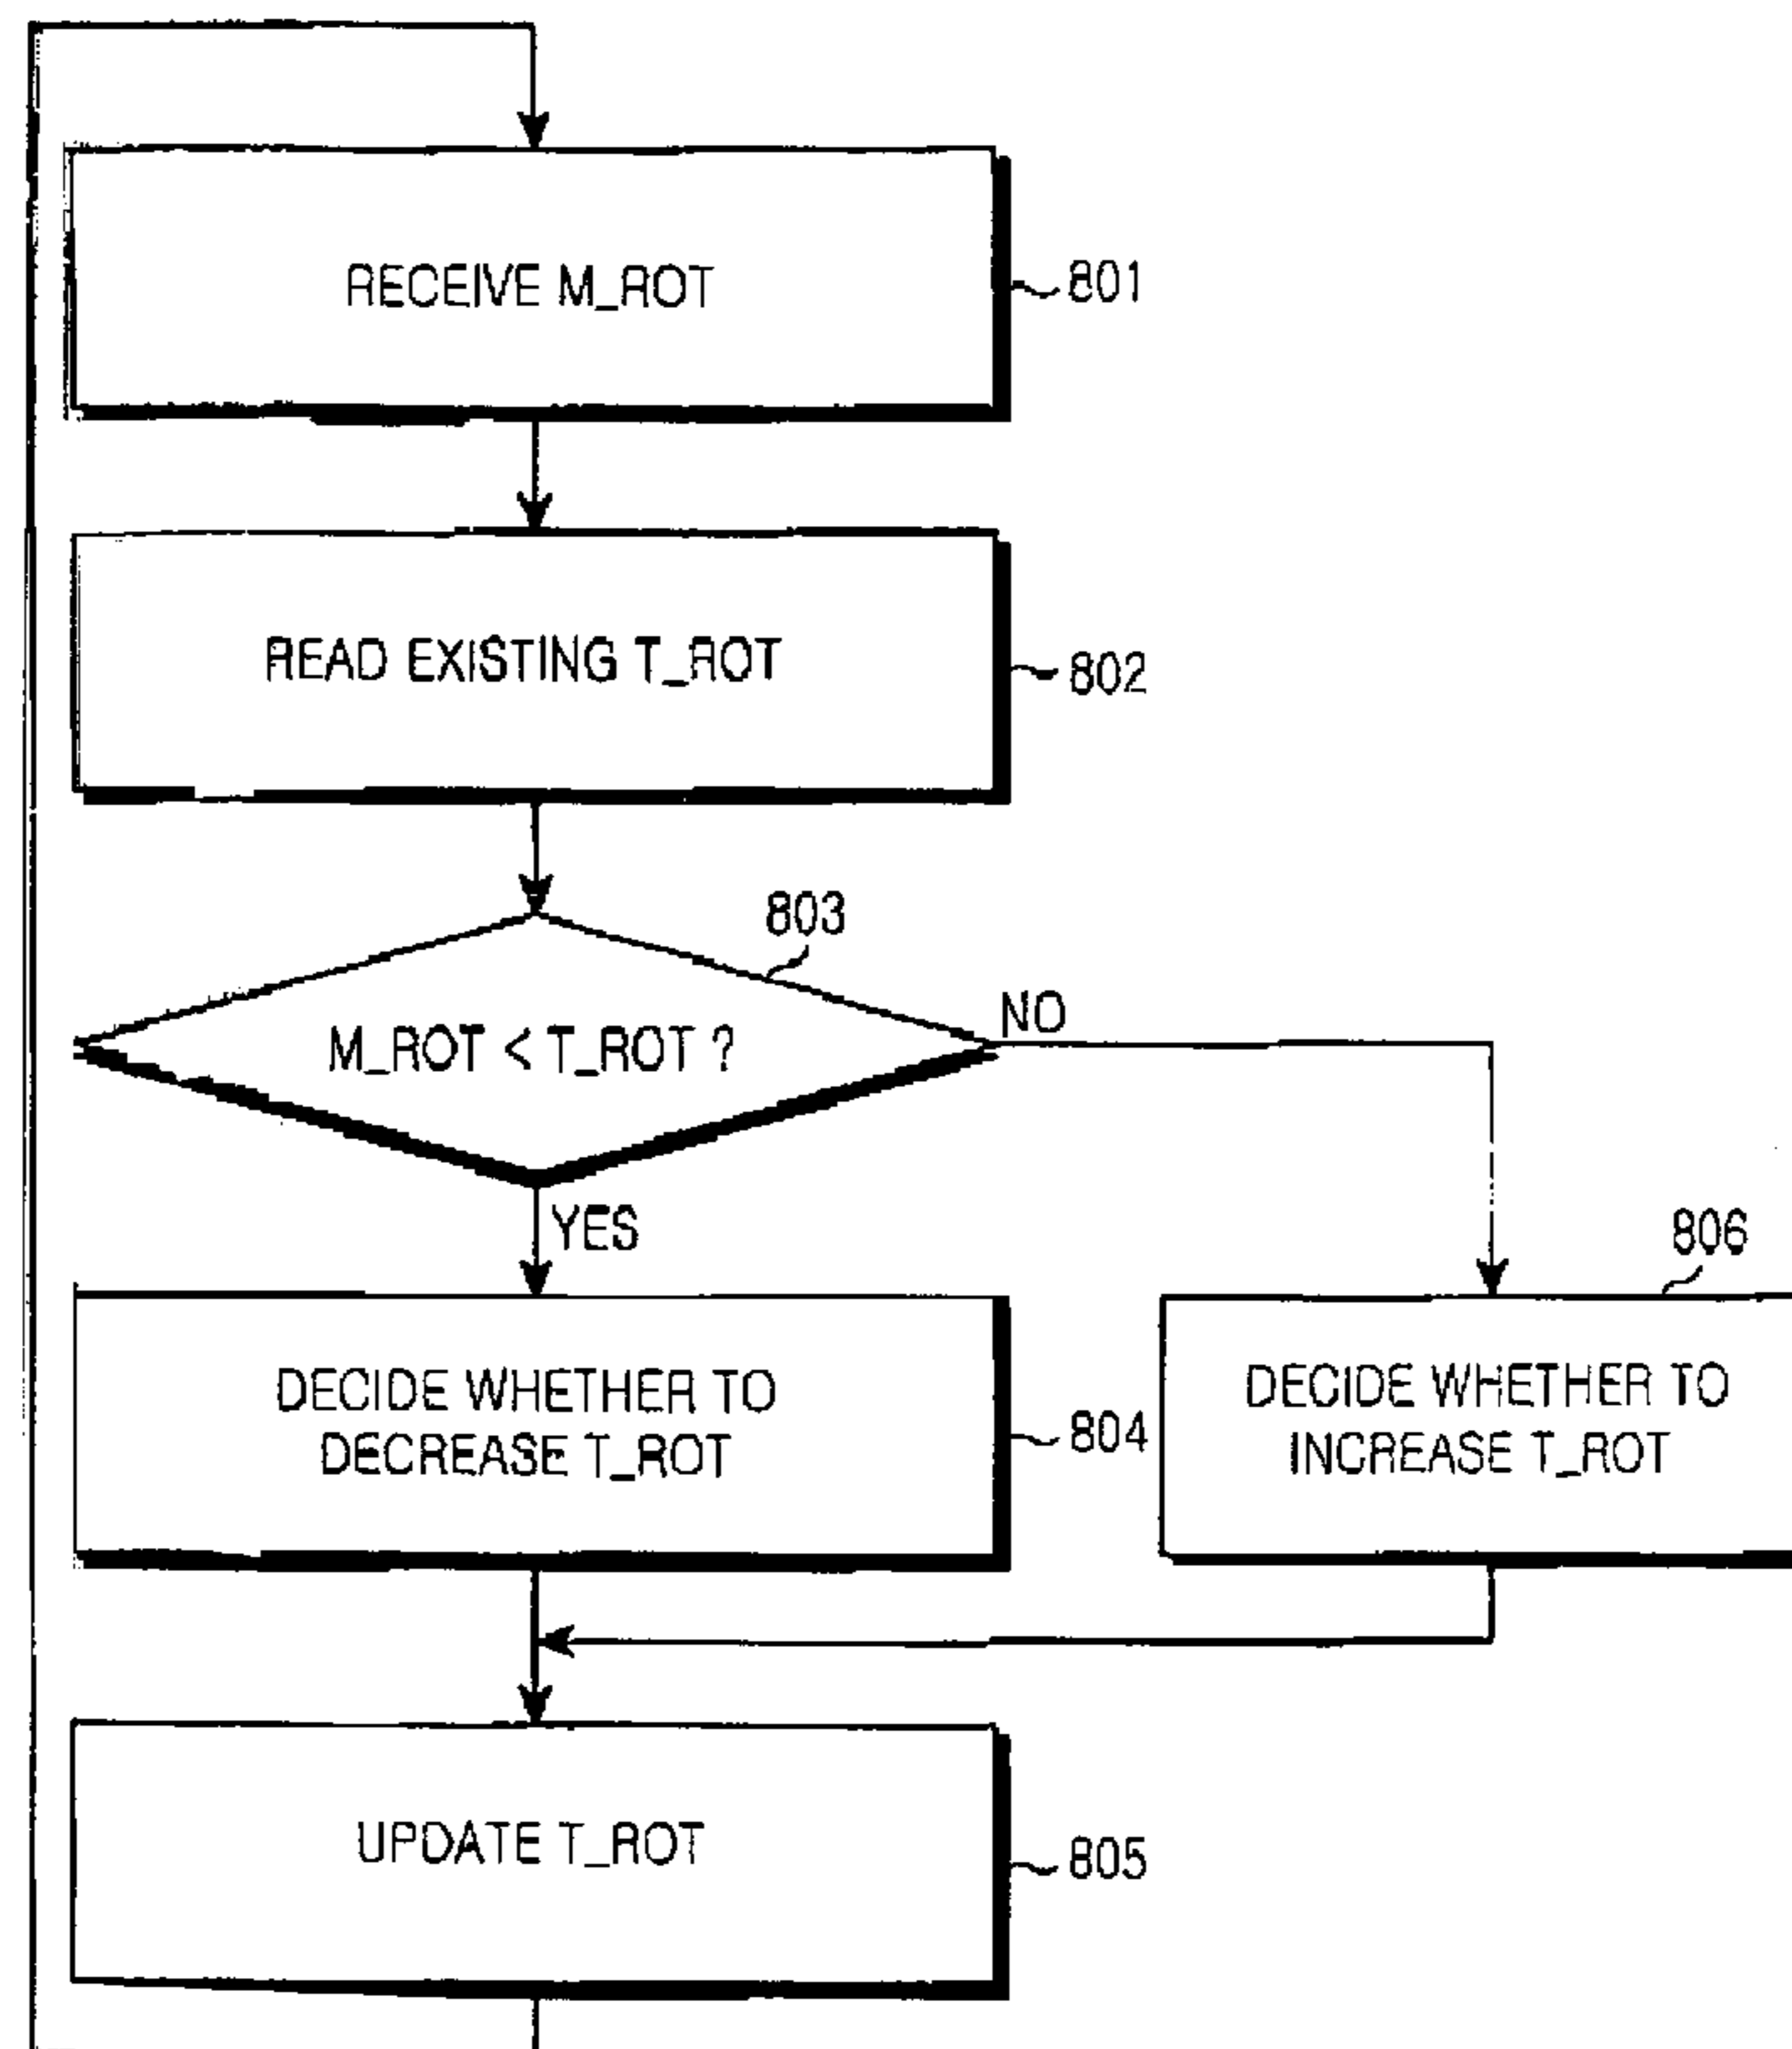 RECEIVE M_ROT
801
READ EXISTING T_ROT
802
803
M_ROT < T_ROT ?
NO
YES
806
DECIDE WHETHER TO
DECREASE T_ROT
804
DECIDE WHETHER TO
INCREASE T_ROT
UPDATE T_ROT
805